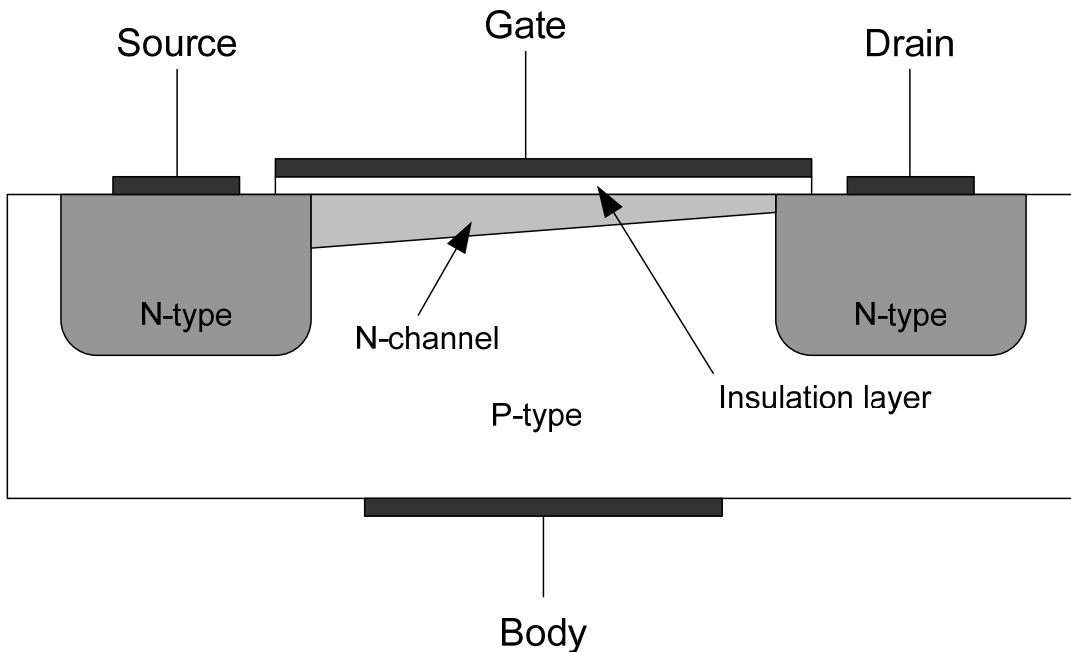 Gate
Source
Drain
N-type
N-type
N-channel
Insulation layer
P-type
Body